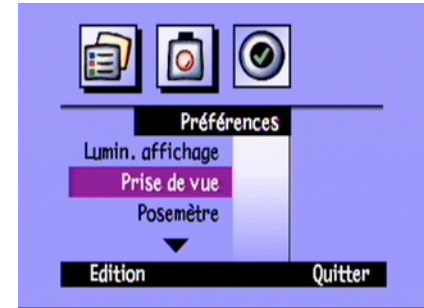 Préférences
Lumin. affichage
Prise de vue
Posemètre
Edition Quitter